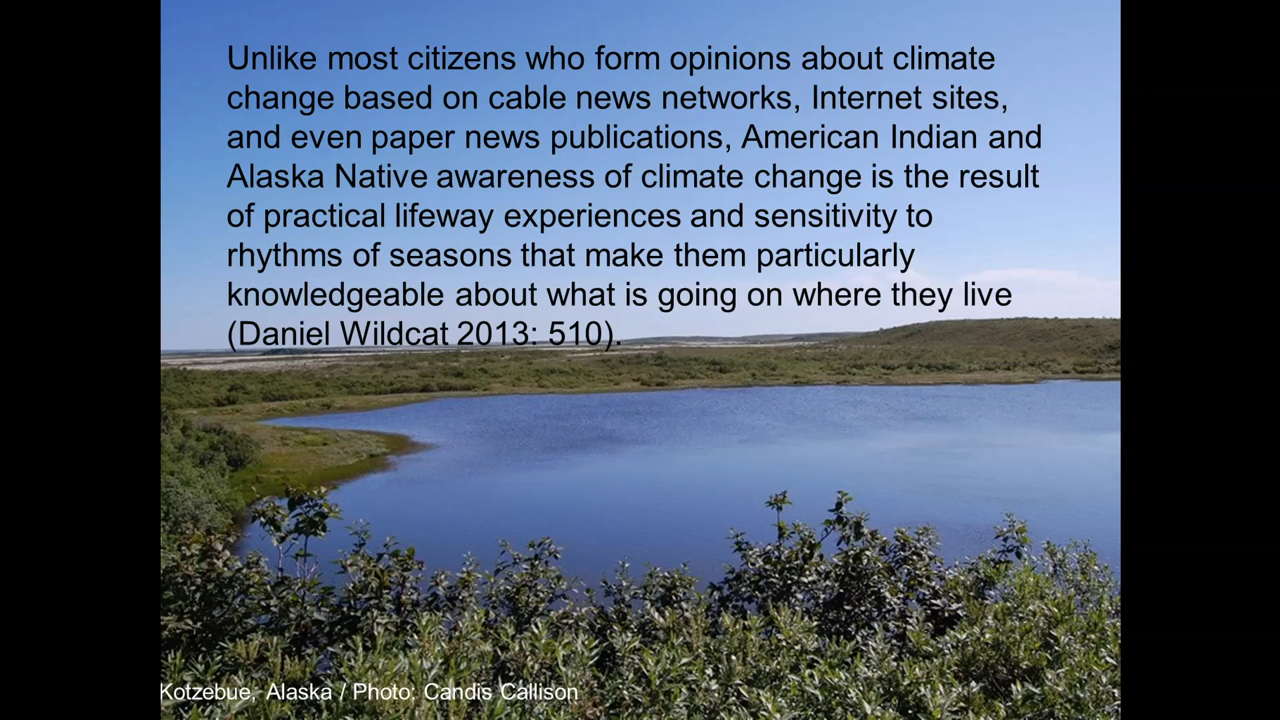 Unlike most citizens who form opinions about climate
change based on cable news networks, Internet sites,
and even paper news publications, American Indian and
Alaska Native awareness of climate change is the result
of practical lifeway experiences and sensitivity to
rhythms of seasons that make them particularly
knowledgeable about what is going on where they live
(Daniel Wildcat 2013: 510).
Kotzebue, Alaska / Photo: Candis Callison